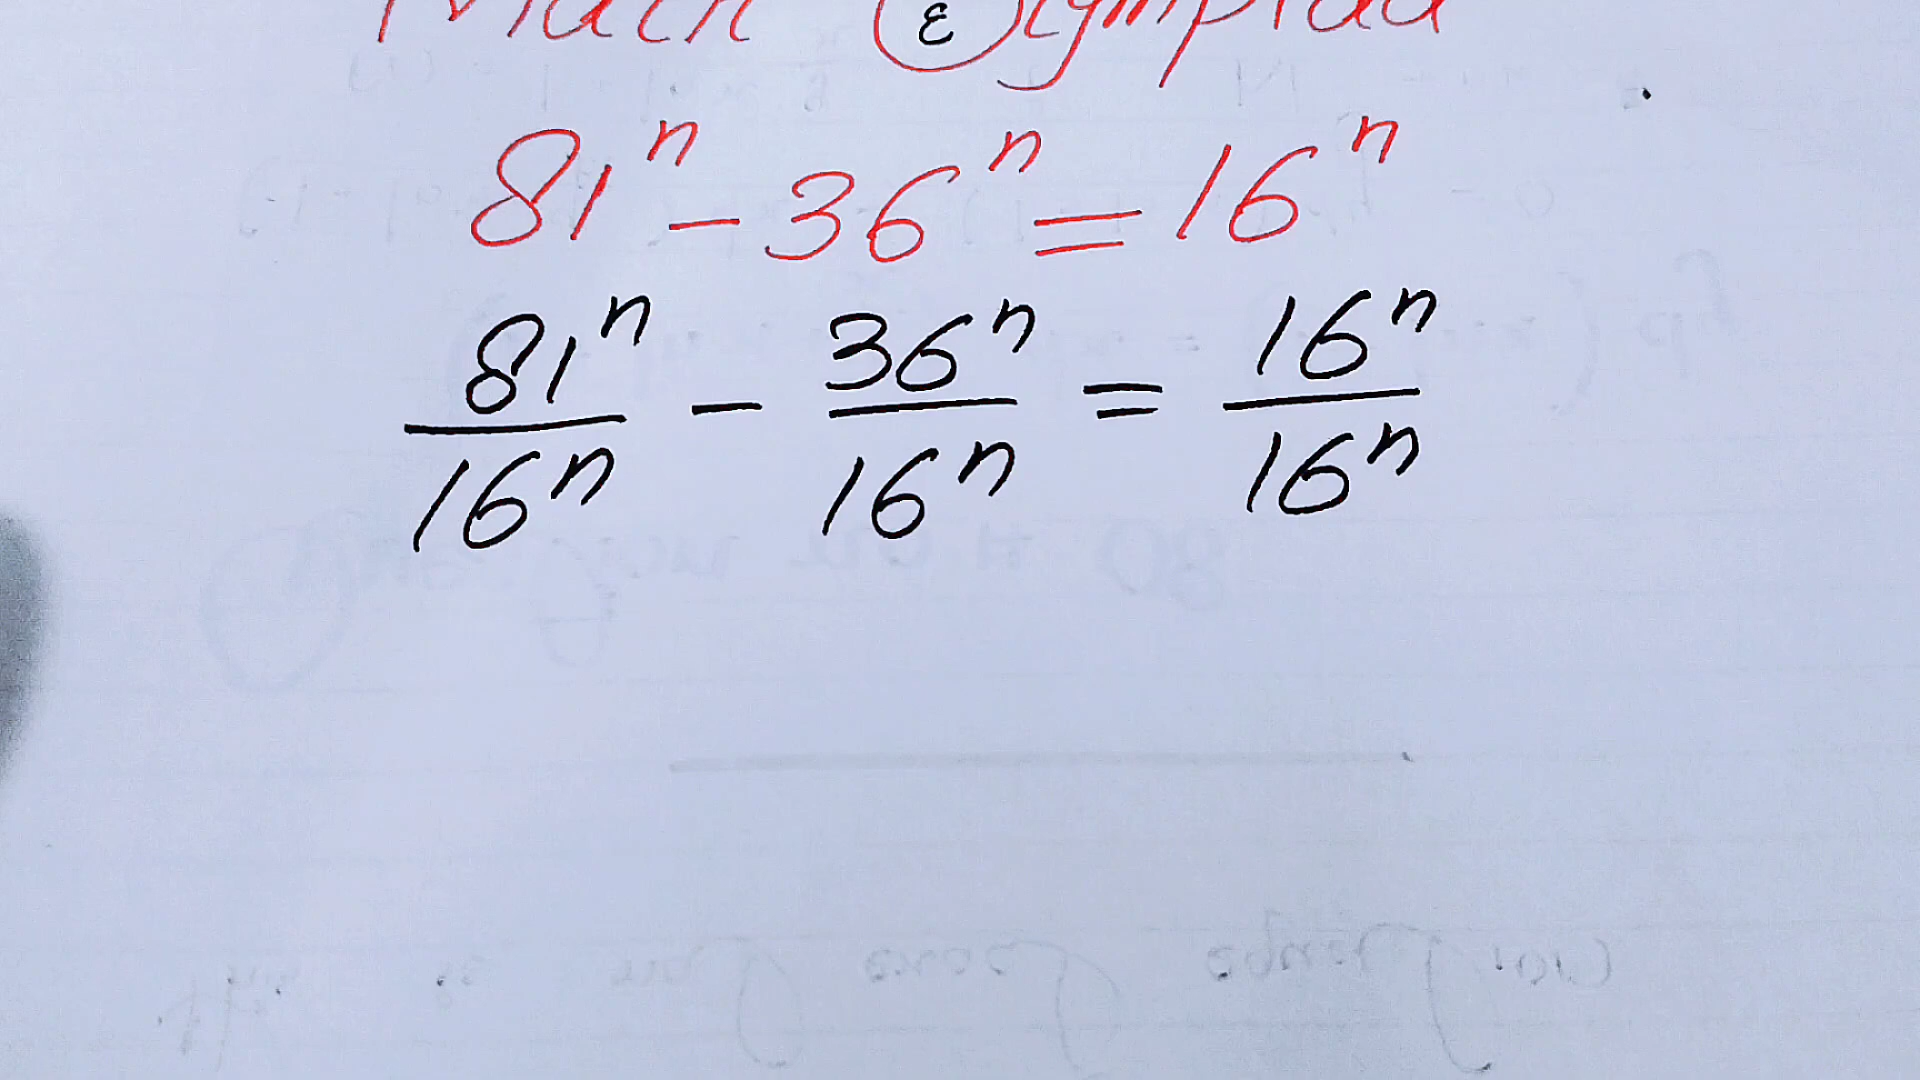 Math Olympiad
81ⁿ - 36ⁿ = 16ⁿ
81ⁿ/16ⁿ - 36ⁿ/16ⁿ = 16ⁿ/16ⁿ